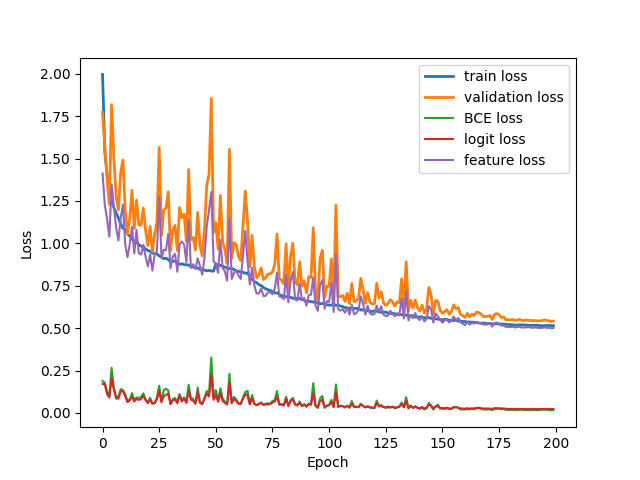 2.00
1.75
1.50
1.25
1.00
0.75
0.50
0.25
0.00
Loss
0 25 50 75 100 125 150 175 200
Epoch
train loss
validation loss
BCE loss
logit loss
feature loss